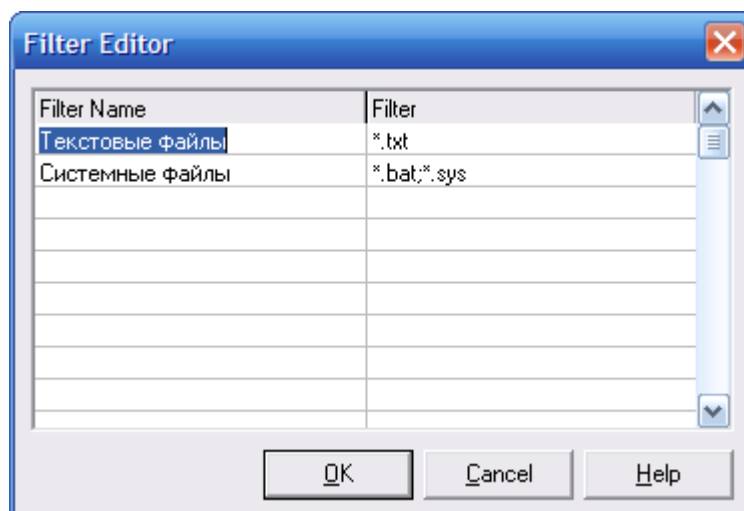 Filter Editor
Filter Name Filter
Текстовые файлы *.txt
Системные файлы *.bat;*.sys
OK Cancel Help